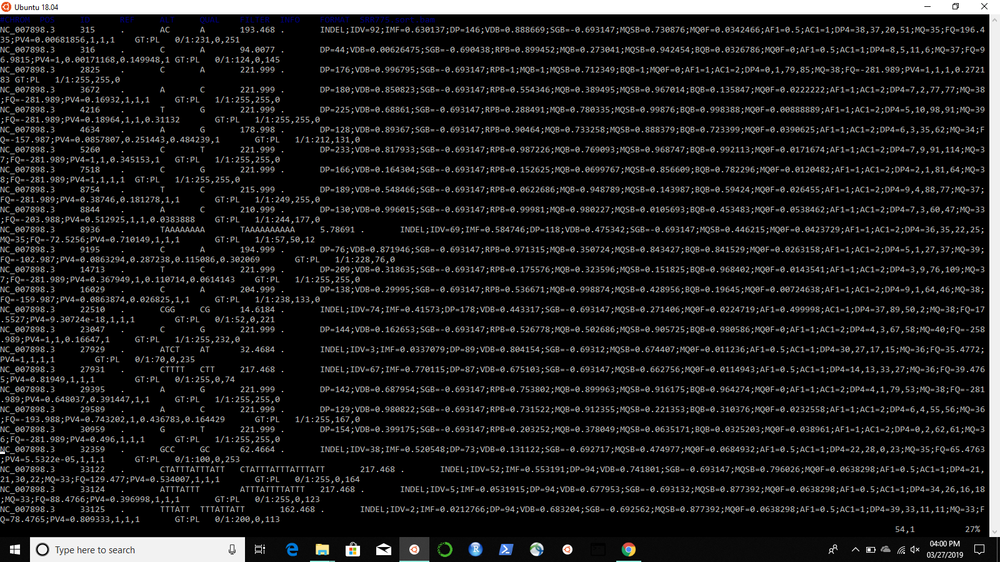 Ubuntu 18.04
#CHROM POS ID REF ALT QUAL FILTER INFO FORMAT SRR275.sort.bam
NC_007898.3 315 . AC A 193.468 . INDEL;IDV=92;IMF=0.630137;DP=146;VDB=0.888669;SGB=-0.693147;MQSB=0.730876;MQ0F=0.0342466;AF1=0.5;AC1=1;DP4=38,37,20,51;MQ=35;FQ=196.4
35;PV4=0.00681856,1,1,1 GT:PL 0/1:231,0,251
NC_007898.3 316 . C A 94.0077 . DP=44;VDB=0.00626475;SGB=-0.690438;RPB=0.899452;MQB=0.273041;MQSB=0.942454;BQB=0.0326786;MQ0F=0;AF1=0.5;AC1=1;DP4=8,5,11,6;MQ=37;FQ=9
6.9815;PV4=1,0.00171168,0.149948,1 GT:PL 0/1:124,0,145
NC_007898.3 2825 . C A 221.999 . DP=176;VDB=0.996795;SGB=-0.693147;RPB=1;MQB=1;MQSB=0.712349;BQB=1;MQ0F=0;AF1=1;AC1=2;DP4=0,1,79,85;MQ=38;FQ=-281.989;PV4=1,1,1,0.2721
83 GT:PL 1/1:255,255,0
NC_007898.3 3672 . A C 221.999 . DP=180;VDB=0.850823;SGB=-0.693147;RPB=0.554346;MQB=0.389495;MQSB=0.967014;BQB=0.135847;MQ0F=0.0222222;AF1=1;AC1=2;DP4=7,2,77,77;MQ=38
;FQ=-281.989;PV4=0.16932,1,1,1 GT:PL 1/1:255,255,0
NC_007898.3 4216 . T G 221.999 . DP=225;VDB=0.68861;SGB=-0.693147;RPB=0.288491;MQB=0.780335;MQSB=0.99876;BQB=0.998388;MQ0F=0.00888889;AF1=1;AC1=2;DP4=5,10,98,91;MQ=39
;FQ=-281.989;PV4=0.18964,1,1,0.31132 GT:PL 1/1:255,255,0
NC_007898.3 4634 . A G 178.998 . DP=128;VDB=0.89367;SGB=-0.693147;RPB=0.90464;MQB=0.733258;MQSB=0.888379;BQB=0.723399;MQ0F=0.0390625;AF1=1;AC1=2;DP4=6,3,35,62;MQ=34;F
Q=-157.987;PV4=0.0857807,0.251443,0.484239,1 GT:PL 1/1:212,131,0
NC_007898.3 5260 . C T 221.999 . DP=233;VDB=0.817933;SGB=-0.693147;RPB=0.987226;MQB=0.769093;MQSB=0.968747;BQB=0.992113;MQ0F=0.0171674;AF1=1;AC1=2;DP4=7,9,91,114;MQ=3
7;FQ=-281.989;PV4=1,1,0.345153,1 GT:PL 1/1:255,255,0
NC_007898.3 7518 . C G 221.999 . DP=166;VDB=0.164304;SGB=-0.693147;RPB=0.152625;MQB=0.0699767;MQSB=0.856609;BQB=0.782296;MQ0F=0.0120482;AF1=1;AC1=2;DP4=2,1,81,64;MQ=3
8;FQ=-281.989;PV4=1,1,1,1 GT:PL 1/1:255,255,0
NC_007898.3 8754 . T C 215.999 . DP=189;VDB=0.548466;SGB=-0.693147;RPB=0.0622686;MQB=0.948789;MQSB=0.143987;BQB=0.59424;MQ0F=0.026455;AF1=1;AC1=2;DP4=9,4,88,77;MQ=37;
FQ=-281.989;PV4=0.38746,0.181278,1,1 GT:PL 1/1:249,255,0
NC_007898.3 8844 . A C 210.999 . DP=130;VDB=0.996015;SGB=-0.693147;RPB=0.99981;MQB=0.980227;MQSB=0.0105693;BQB=0.453483;MQ0F=0.0538462;AF1=1;AC1=2;DP4=7,3,60,47;MQ=33
;FQ=-203.988;PV4=0.512925,1,1,0.0383888 GT:PL 1/1:244,177,0
NC_007898.3 8936 . TAAAAAAAA TAAAAAAAAAA 5.78691 . INDEL;IDV=69;IMF=0.584746;DP=118;VDB=0.475342;SGB=-0.693147;MQSB=0.446215;MQ0F=0.0423729;AF1=1;AC1=2;DP4=36,35,22,25;
MQ=35;FQ=-72.5256;PV4=0.710149,1,1,1 GT:PL 1/1:57,50,12
NC_007898.3 9195 . C A 194.999 . DP=76;VDB=0.871946;SGB=-0.693147;RPB=0.971315;MQB=0.350724;MQSB=0.843427;BQB=0.841529;MQ0F=0.0263158;AF1=1;AC1=2;DP4=5,1,27,37;MQ=39;
FQ=-102.987;PV4=0.0863294,0.287238,0.115086,0.302069 GT:PL 1/1:228,76,0
NC_007898.3 14713 . T C 221.999 . DP=209;VDB=0.318635;SGB=-0.693147;RPB=0.175576;MQB=0.323596;MQSB=0.151825;BQB=0.968402;MQ0F=0.0143541;AF1=1;AC1=2;DP4=3,9,76,109;MQ=3
7;FQ=-281.989;PV4=0.367949,1,0.110714,0.0614143 GT:PL 1/1:255,255,0
NC_007898.3 16029 . C A 204.999 . DP=138;VDB=0.29995;SGB=-0.693147;RPB=0.536671;MQB=0.998874;MQSB=0.428956;BQB=0.19645;MQ0F=0.00724638;AF1=1;AC1=2;DP4=9,1,64,46;MQ=38;
FQ=-159.987;PV4=0.0863874,0.026825,1,1 GT:PL 1/1:238,133,0
NC_007898.3 22510 . CGG CG 14.6184 . INDEL;IDV=74;IMF=0.41573;DP=178;VDB=0.443317;SGB=-0.693147;MQSB=0.271406;MQ0F=0.0224719;AF1=0.499998;AC1=1;DP4=37,89,50,2;MQ=38;FQ=17
.5527;PV4=9.30724e-18,1,1,1 GT:PL 0/1:52,0,221
NC_007898.3 23047 . C G 221.999 . DP=144;VDB=0.162653;SGB=-0.693147;RPB=0.526778;MQB=0.502686;MQSB=0.905725;BQB=0.980586;MQ0F=0;AF1=1;AC1=2;DP4=4,3,67,58;MQ=40;FQ=-258
.989;PV4=1,1,0.16647,1 GT:PL 1/1:255,232,0
NC_007898.3 27929 . ATCT AT 32.4684 . INDEL;IDV=3;IMF=0.0337079;DP=89;VDB=0.804154;SGB=-0.69312;MQSB=0.674407;MQ0F=0.011236;AF1=0.5;AC1=1;DP4=30,27,17,15;MQ=36;FQ=35.4772;
PV4=1,1,1,1 GT:PL 0/1:70,0,235
NC_007898.3 27931 . CTTTT CTT 217.468 . INDEL;IDV=67;IMF=0.770115;DP=87;VDB=0.675103;SGB=-0.693147;MQSB=0.662756;MQ0F=0.0114943;AF1=0.5;AC1=1;DP4=14,13,33,27;MQ=36;FQ=39.476
5;PV4=0.81949,1,1,1 GT:PL 0/1:255,0,74
NC_007898.3 29395 . A G 221.999 . DP=142;VDB=0.687954;SGB=-0.693147;RPB=0.753802;MQB=0.899963;MQSB=0.916175;BQB=0.964274;MQ0F=0;AF1=1;AC1=2;DP4=4,1,79,53;MQ=38;FQ=-281
.989;PV4=0.648037,0.391447,1,1 GT:PL 1/1:255,255,0
NC_007898.3 29589 . A C 221.999 . DP=129;VDB=0.980822;SGB=-0.693147;RPB=0.731522;MQB=0.912355;MQSB=0.221353;BQB=0.310376;MQ0F=0.0232558;AF1=1;AC1=2;DP4=6,4,55,56;MQ=36
;FQ=-193.988;PV4=0.743202,1,0.436783,0.164429 GT:PL 1/1:255,167,0
NC_007898.3 30959 . G T 221.999 . DP=154;VDB=0.399175;SGB=-0.693147;RPB=0.203252;MQB=0.378049;MQSB=0.0635171;BQB=0.0325203;MQ0F=0.038961;AF1=1;AC1=2;DP4=0,2,62,61;MQ=3
6;FQ=-281.989;PV4=0.496,1,1,1 GT:PL 1/1:255,255,0
NC_007898.3 32359 . GCC GC 62.4664 . INDEL;IDV=38;IMF=0.520548;DP=73;VDB=0.131122;SGB=-0.692717;MQSB=0.474977;MQ0F=0.0684932;AF1=0.5;AC1=1;DP4=22,28,0,23;MQ=35;FQ=65.4763
;PV4=5.5322e-05,1,1,1 GT:PL 0/1:100,0,253
NC_007898.3 33122 . CTATTTATTTATT CTATTTATTTATTTATT 217.468 . INDEL;IDV=52;IMF=0.553191;DP=94;VDB=0.741801;SGB=-0.693147;MQSB=0.796026;MQ0F=0.0638298;AF1=0.5;AC1=1;DP4=21,
21,30,22;MQ=33;FQ=129.477;PV4=0.534007,1,1,1 GT:PL 0/1:255,0,164
NC_007898.3 33124 . ATTTATTT ATTTATTTTATTT 217.468 . INDEL;IDV=5;IMF=0.0531915;DP=94;VDB=0.677953;SGB=-0.693132;MQSB=0.877392;MQ0F=0.0638298;AF1=0.5;AC1=1;DP4=34,26,16,18
;MQ=33;FQ=88.4766;PV4=0.396998,1,1,1 GT:PL 0/1:255,0,123
NC_007898.3 33125 . TTTATT TTTATTATT 162.468 . INDEL;IDV=2;IMF=0.0212766;DP=94;VDB=0.683204;SGB=-0.692562;MQSB=0.877392;MQ0F=0.0638298;AF1=0.5;AC1=1;DP4=39,33,11,11;MQ=33;F
Q=78.4765;PV4=0.809333,1,1,1 GT:PL 0/1:200,0,113
54,1 27%
Type here to search
04:00 PM
03/27/2019